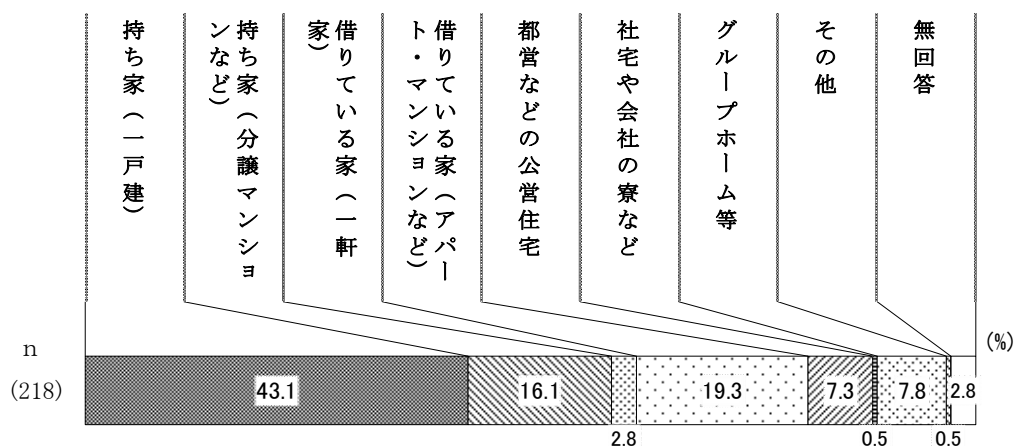 持ち家（一戸建）
持ち家（分譲マンショ
ンなど）
借りている家（一軒
家）
借りている家（アパー
ト・マンションなど）
都営などの公営住宅
社宅や会社の寮など
グループホーム等
その他
無回答
(%)
n
(218)
43.1
16.1
2.8
19.3
7.3
0.5
7.8
0.5
2.8